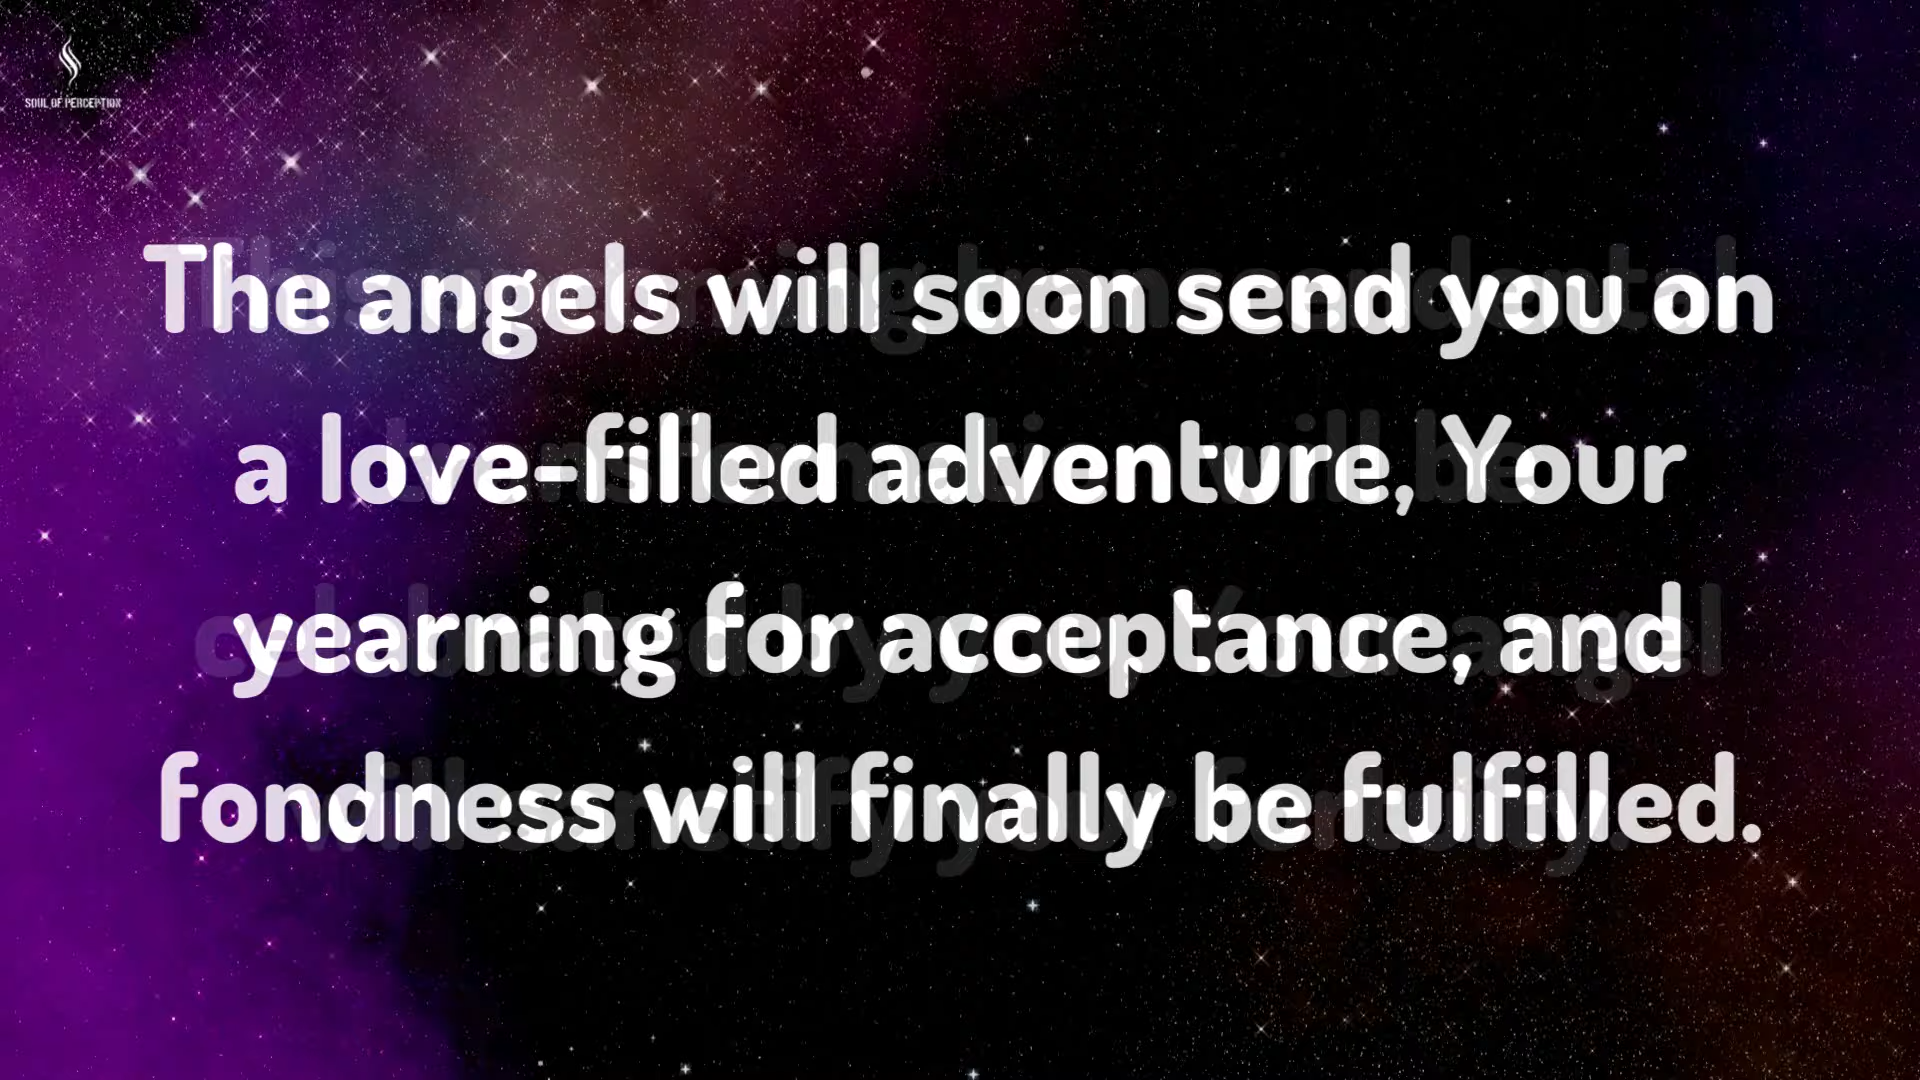 SOUL OF PERCEPTION
The angels will soon send you on
a love-filled adventure, Your
yearning for acceptance, and
fondness will finally be fulfilled.